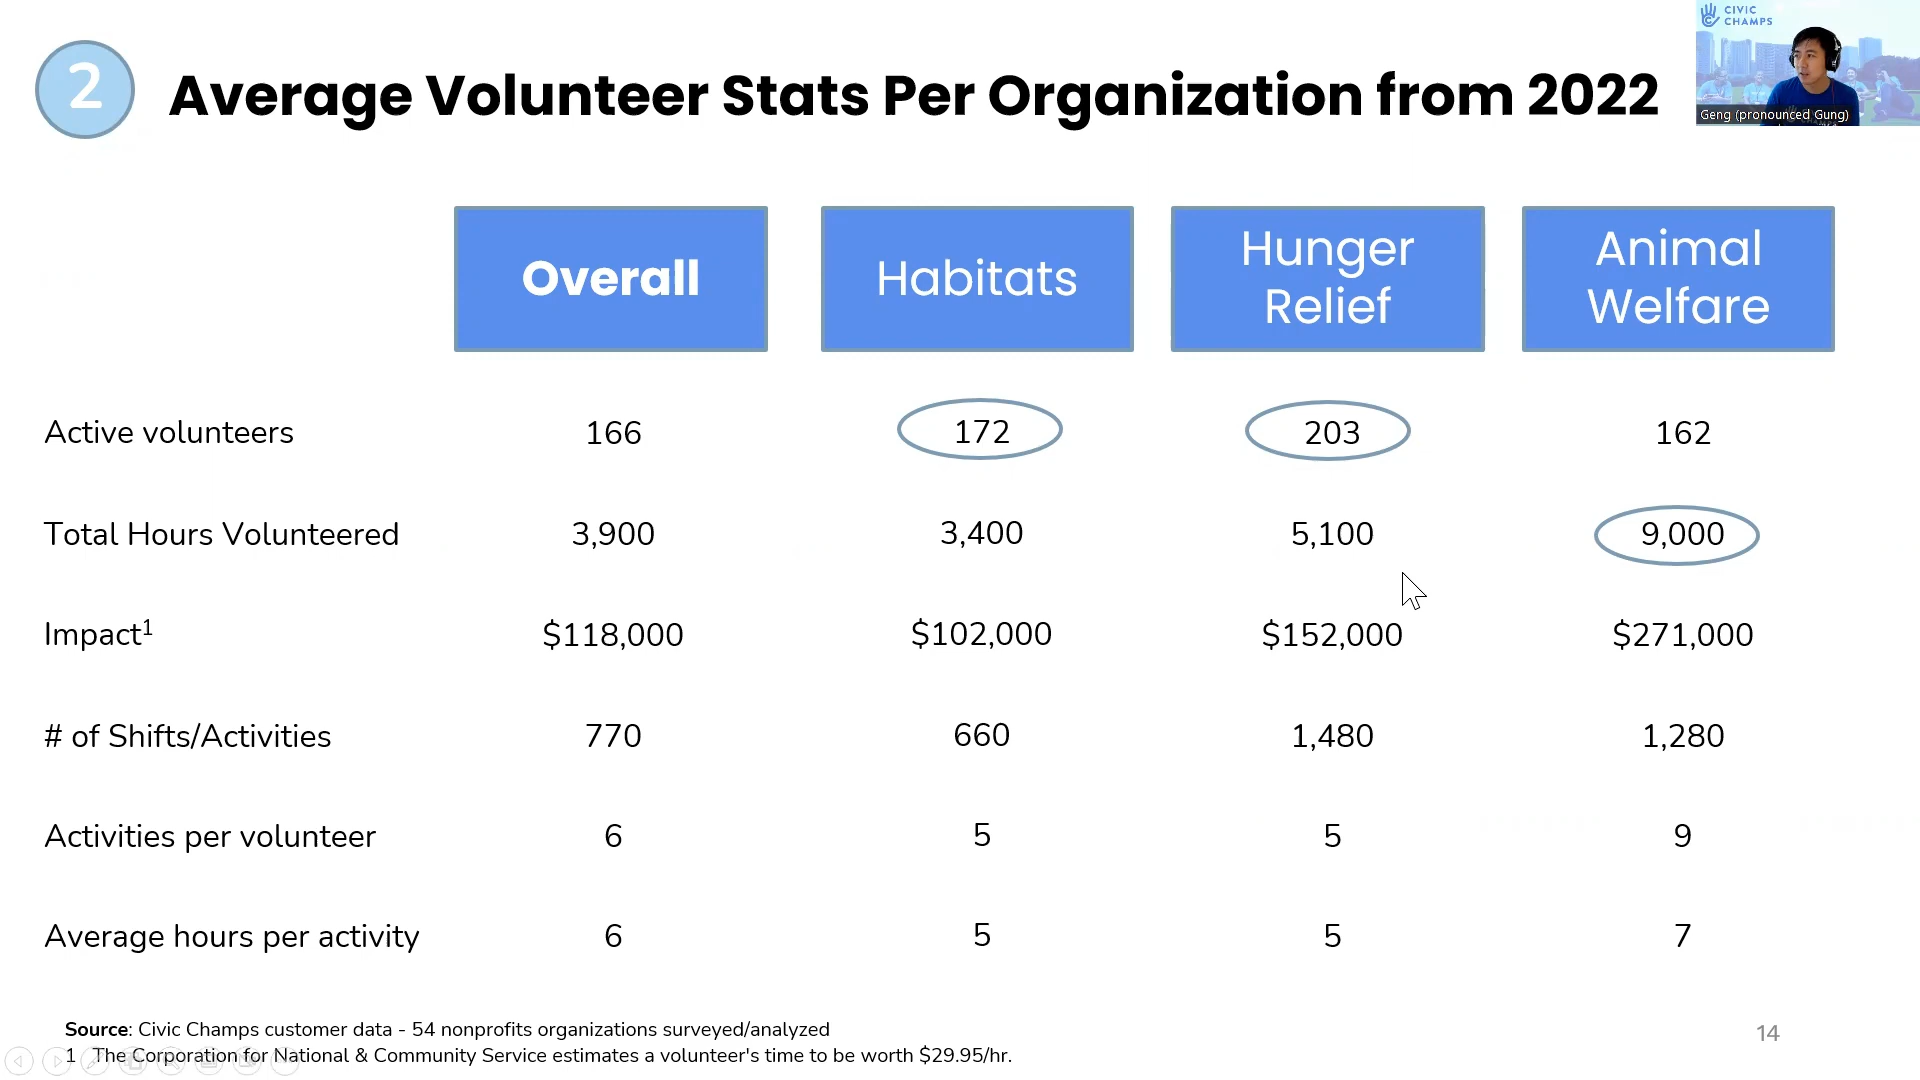 2
Average Volunteer Stats Per Organization from 2022
CIVIC
CHAMPS
Geng (pronounced Gung)
Overall
Habitats
Hunger
Relief
Animal
Welfare
Active volunteers 166 172 203 162
Total Hours Volunteered 3,900 3,400 5,100 9,000
Impact1 $118,000 $102,000 $152,000 $271,000
# of Shifts/Activities 770 660 1,480 1,280
Activities per volunteer 6 5 5 9
Average hours per activity 6 5 5 7
Source: Civic Champs customer data - 54 nonprofits organizations surveyed/analyzed
1 The Corporation for National & Community Service estimates a volunteer's time to be worth $29.95/hr.
14